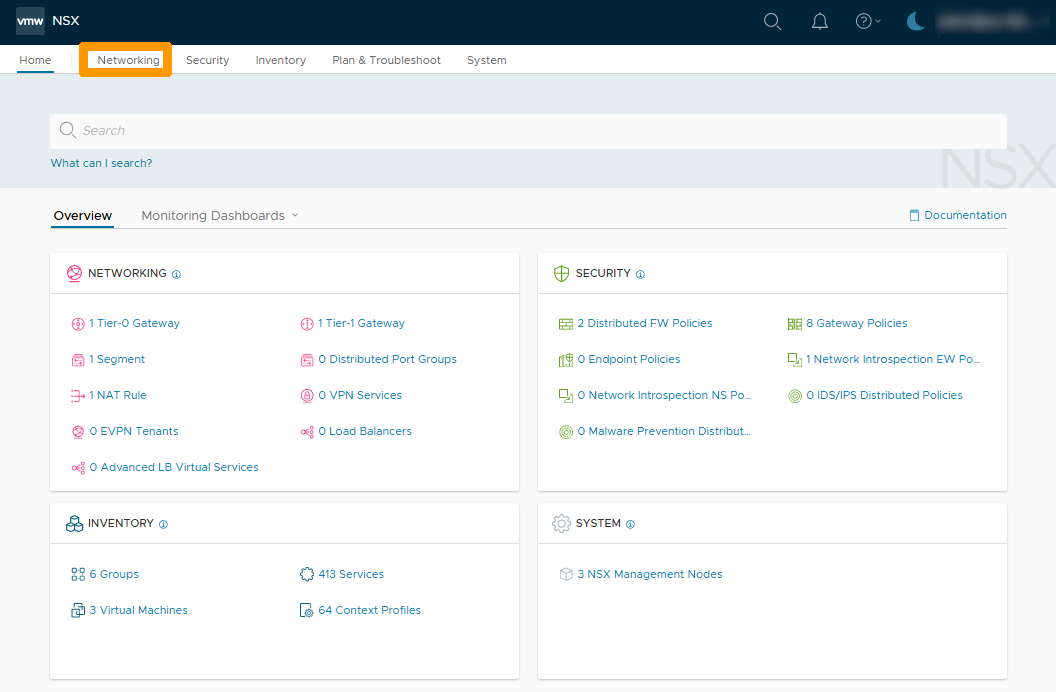 vmw NSX
Home Networking Security Inventory Plan & Troubleshoot System
Search
What can I search?
NSX
Overview Monitoring Dashboards Documentation
NETWORKING
1 Tier-0 Gateway 1 Tier-1 Gateway
1 Segment 0 Distributed Port Groups
1 NAT Rule 0 VPN Services
0 EVPN Tenants 0 Load Balancers
0 Advanced LB Virtual Services
SECURITY
2 Distributed FW Policies 8 Gateway Policies
0 Endpoint Policies 1 Network Introspection EW Po...
0 Network Introspection NS Po... 0 IDS/IPS Distributed Policies
0 Malware Prevention Distribut...
INVENTORY
6 Groups 413 Services
3 Virtual Machines 64 Context Profiles
SYSTEM
3 NSX Management Nodes